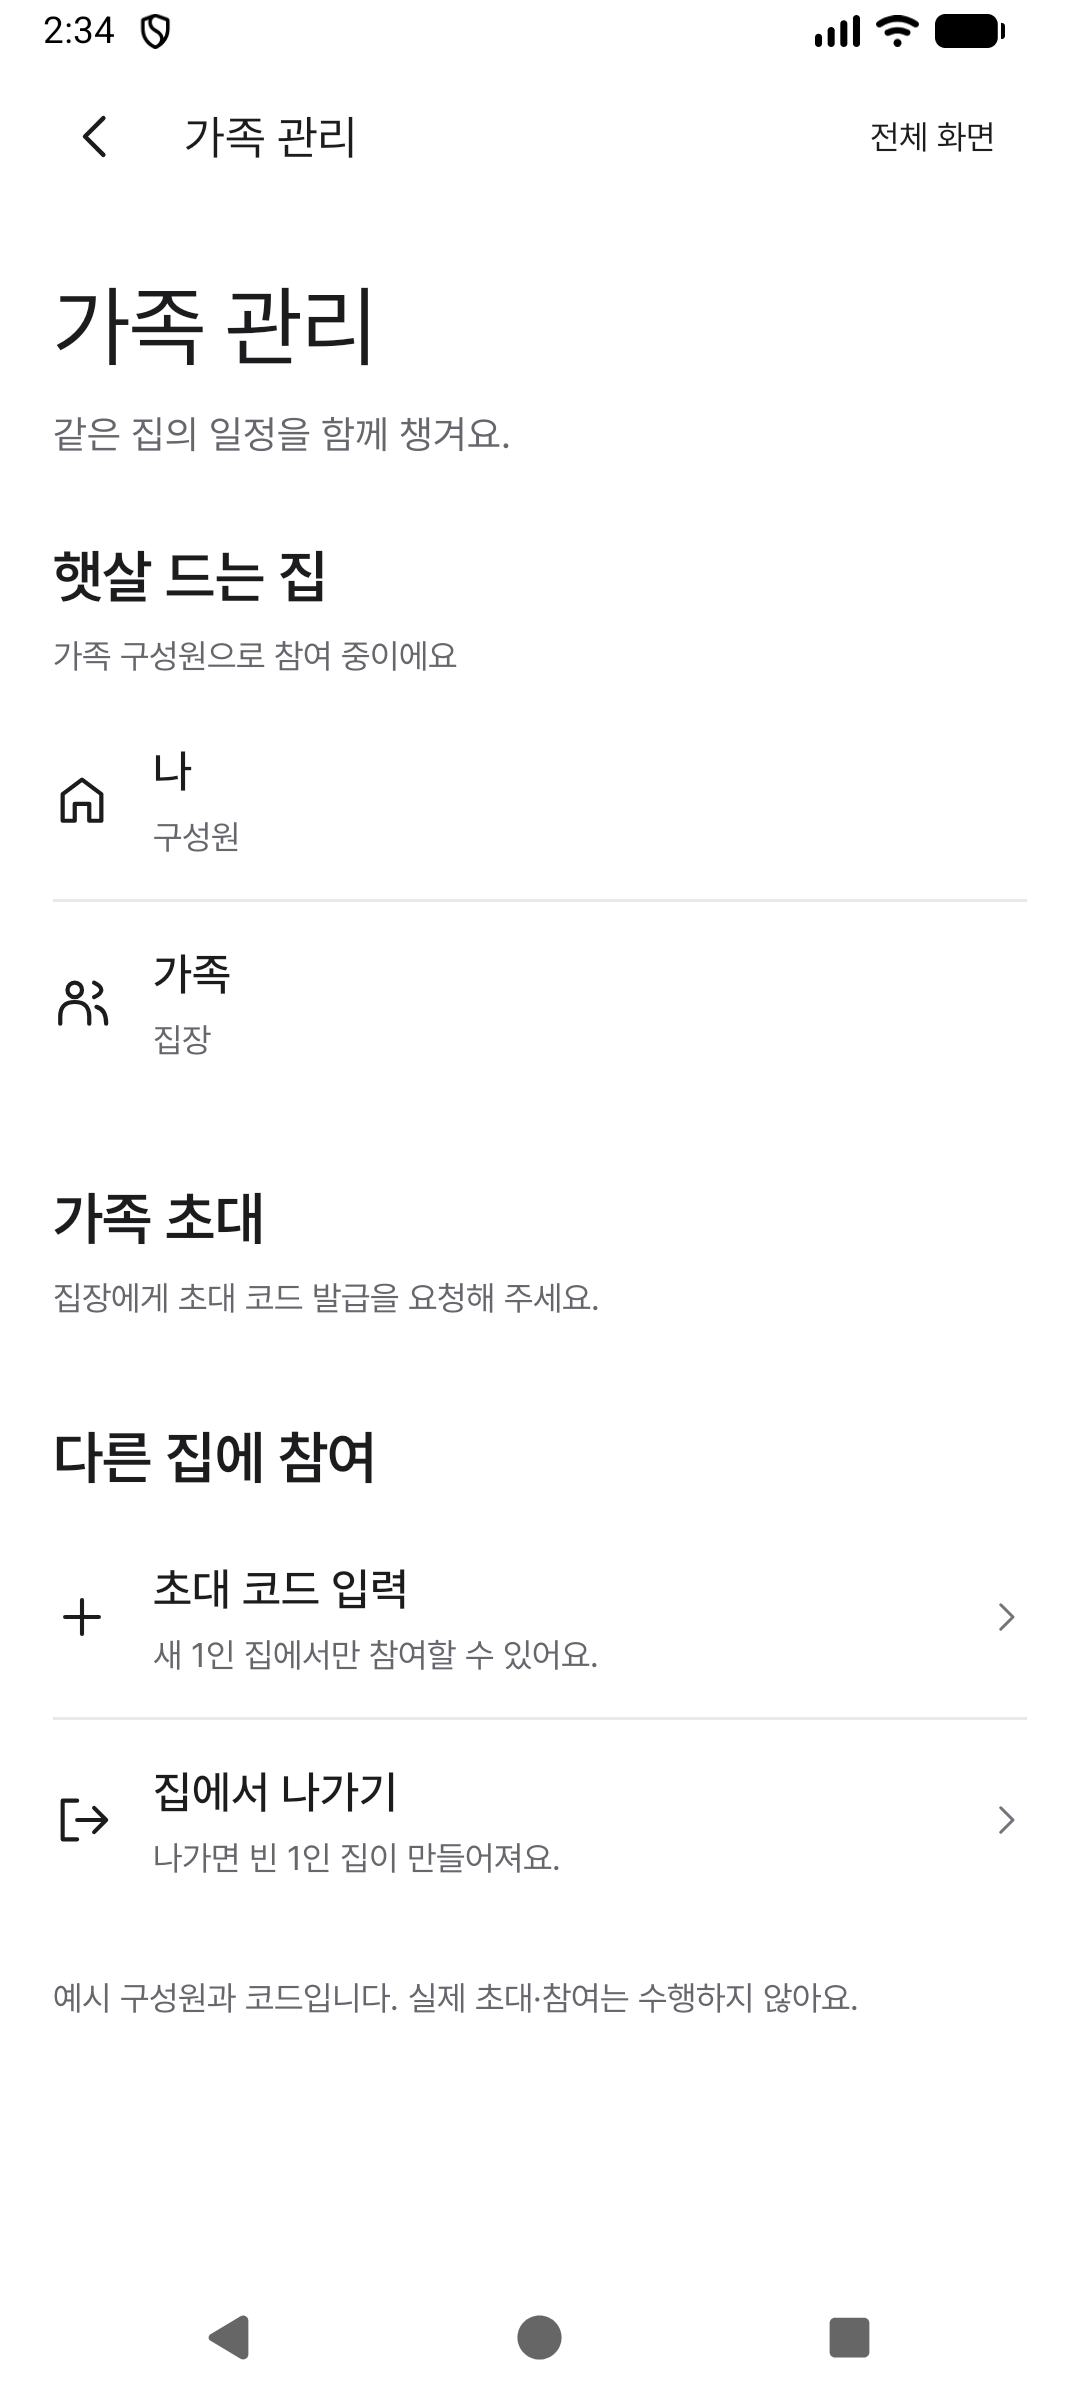 2:34
가족 관리
전체 화면
가족 관리
같은 집의 일정을 함께 챙겨요.
햇살 드는 집
가족 구성원으로 참여 중이에요
나
구성원
가족
집장
가족 초대
집장에게 초대 코드 발급을 요청해 주세요.
다른 집에 참여
초대 코드 입력
새 1인 집에서만 참여할 수 있어요.
집에서 나가기
나가면 빈 1인 집이 만들어져요.
예시 구성원과 코드입니다. 실제 초대·참여는 수행하지 않아요.